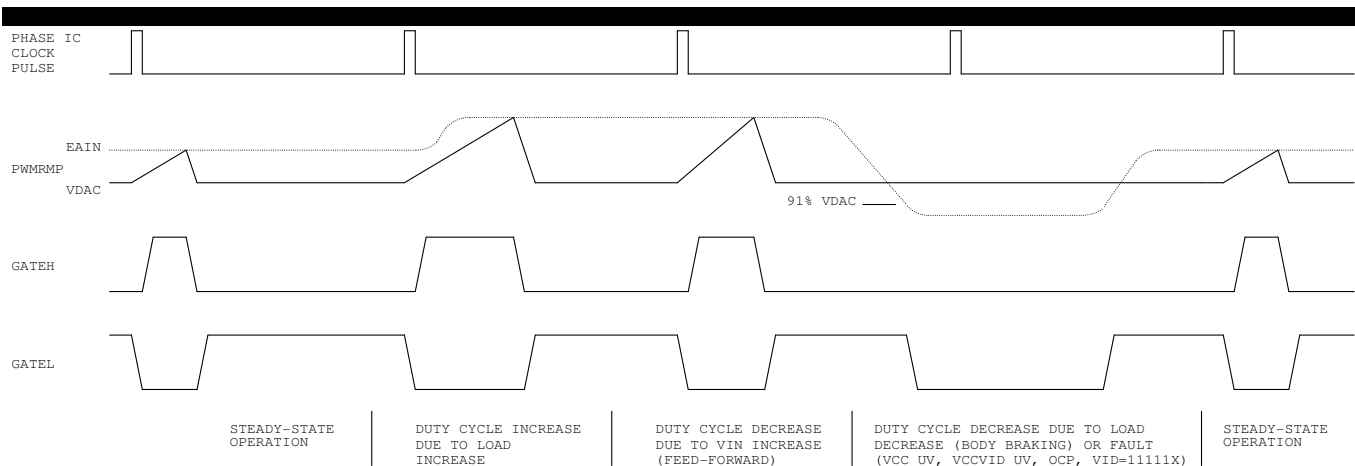 PHASE IC
CLOCK
PULSE
EAIN
PWMRMP
VDAC
91% VDAC
GATEH
GATEL
STEADY-STATE
OPERATION
DUTY CYCLE INCREASE
DUE TO LOAD
INCREASE
DUTY CYCLE DECREASE
DUE TO VIN INCREASE
(FEED-FORWARD)
DUTY CYCLE DECREASE DUE TO LOAD
DECREASE (BODY BRAKING) OR FAULT
(VCC UV, VCCVID UV, OCP, VID=11111X)
STEADY-STATE
OPERATION